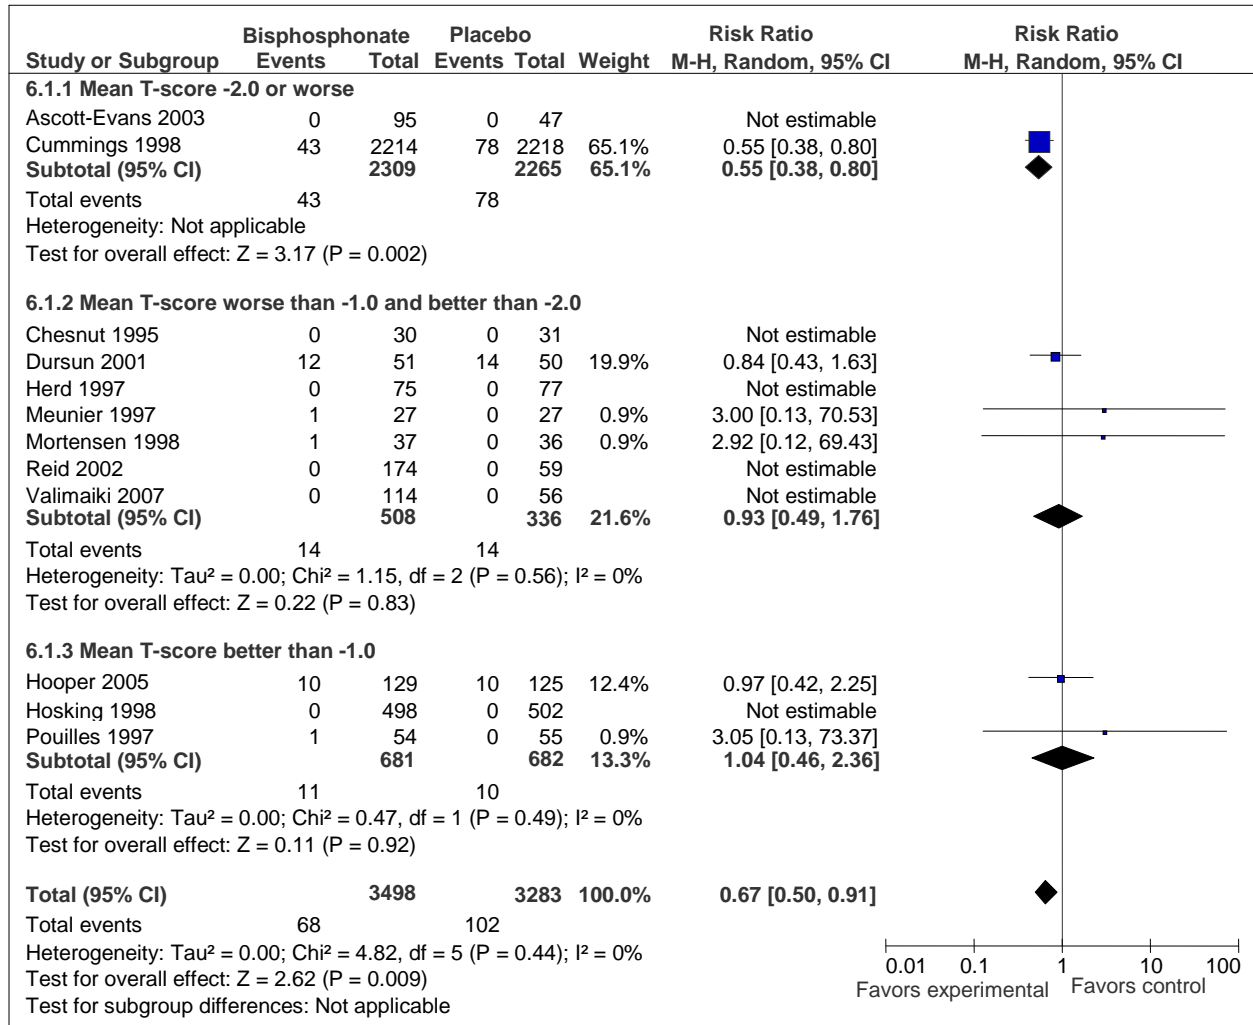 Bisphosphonate Placebo Risk Ratio Risk Ratio
Study or Subgroup Events Total Events Total Weight M-H, Random, 95% CI M-H, Random, 95% CI
6.1.1 Mean T-score -2.0 or worse
Ascott-Evans 2003 0 95 0 47 Not estimable
Cummings 1998 43 2214 78 2218 65.1% 0.55 [0.38, 0.80]
Subtotal (95% CI) 2309 2265 65.1% 0.55 [0.38, 0.80]
Total events 43 78
Heterogeneity: Not applicable
Test for overall effect: Z = 3.17 (P = 0.002)
6.1.2 Mean T-score worse than -1.0 and better than -2.0
Chesnut 1995 0 30 0 31 Not estimable
Dursun 2001 12 51 14 50 19.9% 0.84 [0.43, 1.63]
Herd 1997 0 75 0 77 Not estimable
Meunier 1997 1 27 0 27 0.9% 3.00 [0.13, 70.53]
Mortensen 1998 1 37 0 36 0.9% 2.92 [0.12, 69.43]
Reid 2002 0 174 0 59 Not estimable
Valimaiki 2007 0 114 0 56 Not estimable
Subtotal (95% CI) 508 336 21.6% 0.93 [0.49, 1.76]
Total events 14 14
Heterogeneity: Tau² = 0.00; Chi² = 1.15, df = 2 (P = 0.56); I² = 0%
Test for overall effect: Z = 0.22 (P = 0.83)
6.1.3 Mean T-score better than -1.0
Hooper 2005 10 129 10 125 12.4% 0.97 [0.42, 2.25]
Hosking 1998 0 498 0 502 Not estimable
Pouilles 1997 1 54 0 55 0.9% 3.05 [0.13, 73.37]
Subtotal (95% CI) 681 682 13.3% 1.04 [0.46, 2.36]
Total events 11 10
Heterogeneity: Tau² = 0.00; Chi² = 0.47, df = 1 (P = 0.49); I² = 0%
Test for overall effect: Z = 0.11 (P = 0.92)
Total (95% CI) 3498 3283 100.0% 0.67 [0.50, 0.91]
Total events 68 102
Heterogeneity: Tau² = 0.00; Chi² = 4.82, df = 5 (P = 0.44); I² = 0%
Test for overall effect: Z = 2.62 (P = 0.009)
Test for subgroup differences: Not applicable
0.01 0.1 1 10 100
Favors experimental Favors control